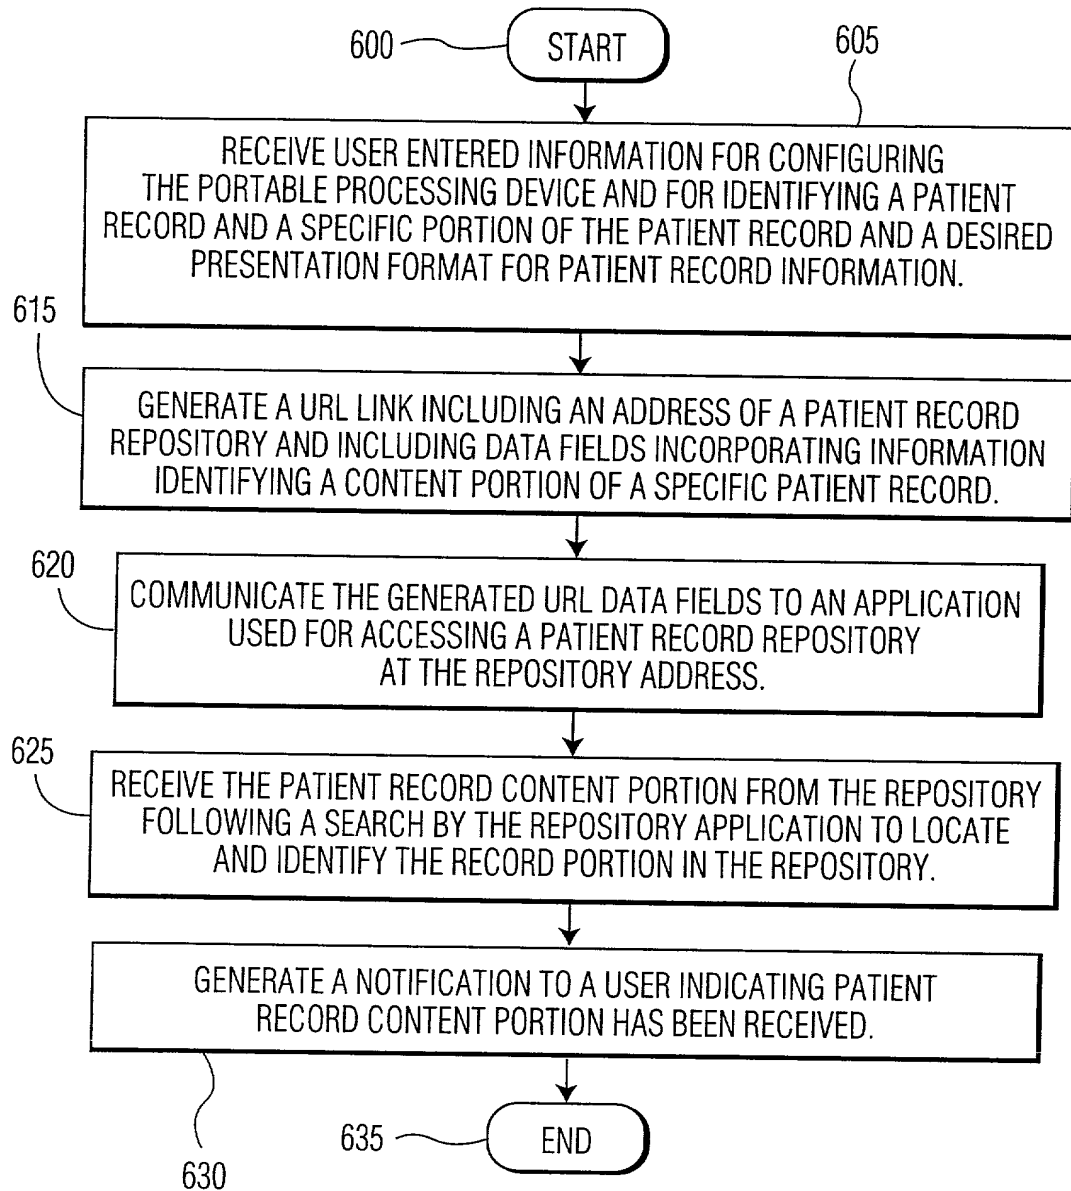 600
START
605
RECEIVE USER ENTERED INFORMATION FOR CONFIGURING
THE PORTABLE PROCESSING DEVICE AND FOR IDENTIFYING A PATIENT
RECORD AND A SPECIFIC PORTION OF THE PATIENT RECORD AND A DESIRED
PRESENTATION FORMAT FOR PATIENT RECORD INFORMATION.
615
GENERATE A URL LINK INCLUDING AN ADDRESS OF A PATIENT RECORD
REPOSITORY AND INCLUDING DATA FIELDS INCORPORATING INFORMATION
IDENTIFYING A CONTENT PORTION OF A SPECIFIC PATIENT RECORD.
620
COMMUNICATE THE GENERATED URL DATA FIELDS TO AN APPLICATION
USED FOR ACCESSING A PATIENT RECORD REPOSITORY
AT THE REPOSITORY ADDRESS.
625
RECEIVE THE PATIENT RECORD CONTENT PORTION FROM THE REPOSITORY
FOLLOWING A SEARCH BY THE REPOSITORY APPLICATION TO LOCATE
AND IDENTIFY THE RECORD PORTION IN THE REPOSITORY.
GENERATE A NOTIFICATION TO A USER INDICATING PATIENT
RECORD CONTENT PORTION HAS BEEN RECEIVED.
630
635
END